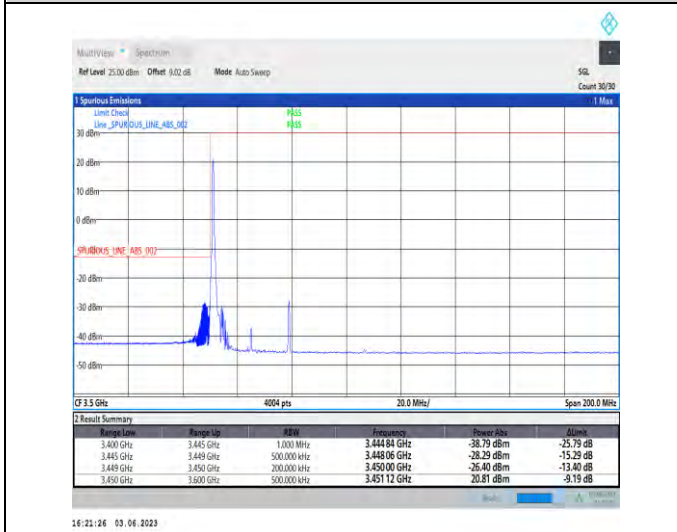 MultiView Spectrum
Ref Level 25.00 dBm Offset 9.02 dB Mode Auto Sweep SGL
Count 30/30
1 Spurious Emissions 1 Max
Limit Check PASS
Line _SPURIOUS_LINE_ABS_002 PASS
30 dBm
20 dBm
10 dBm
0 dBm
_SPURIOUS_LINE_ABS_002
-20 dBm
-30 dBm
-40 dBm
-50 dBm
CF 3.5 GHz 4004 pts 20.0 MHz/ Span 200.0 MHz
2 Result Summary
Range Low Range Up RBW Frequency Power Abs ΔLimit
3.400 GHz 3.445 GHz 1.000 MHz 3.444 84 GHz -38.79 dBm -25.79 dB
3.445 GHz 3.449 GHz 500.000 kHz 3.448 06 GHz -28.29 dBm -15.29 dB
3.449 GHz 3.450 GHz 200.000 kHz 3.450 00 GHz -26.40 dBm -13.40 dB
3.450 GHz 3.600 GHz 500.000 kHz 3.451 12 GHz 20.81 dBm -9.19 dB
16:21:26 03.06.2023